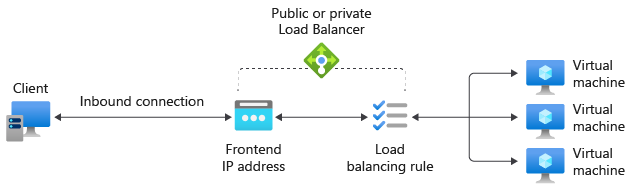 Public or private
Load Balancer
Client
Inbound connection
Frontend
IP address
Load
balancing rule
Virtual
machine
Virtual
machine
Virtual
machine